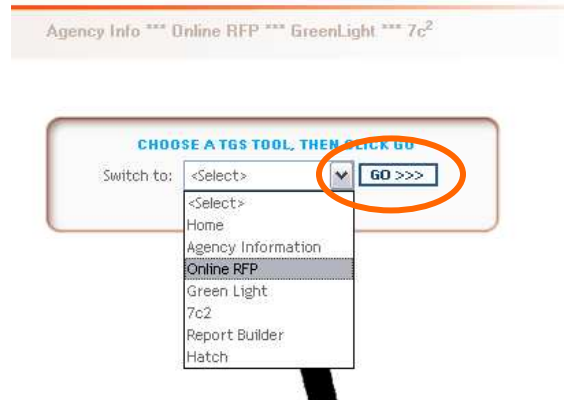 Agency Info *** Online RFP *** GreenLight *** 7c²
CHOOSE A TGS TOOL, THEN CLICK GO
Switch to: <Select> GO >>>
<Select>
Home
Agency Information
Online RFP
Green Light
7c2
Report Builder
Hatch